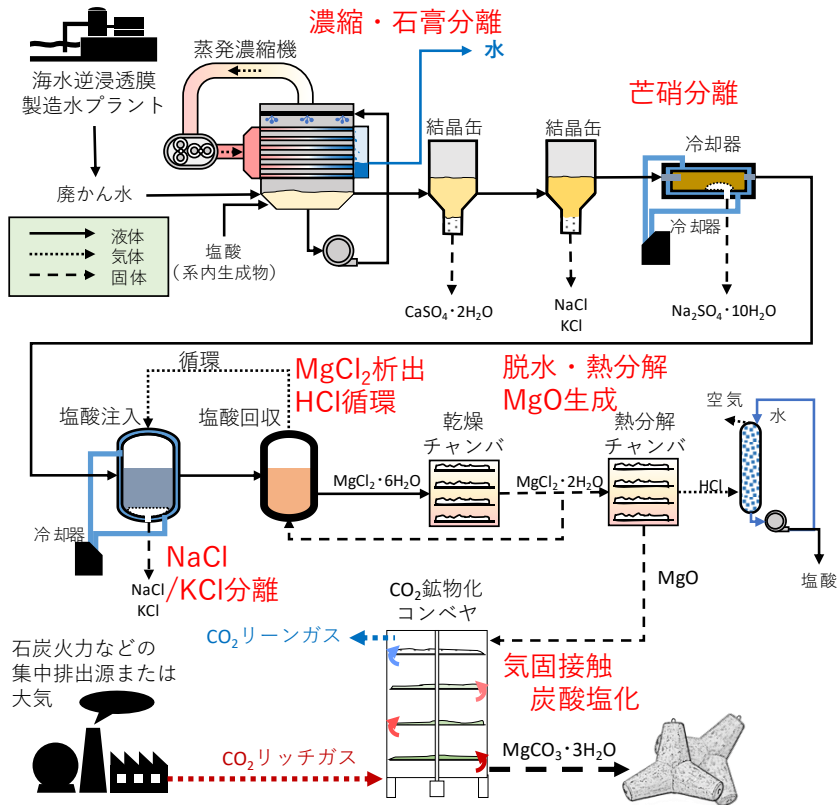 濃縮・石膏分離
蒸発濃縮機
水
海水逆浸透膜
製造水プラント
芒硝分離
結晶缶
結晶缶
冷却器
廃かん水
塩酸
(系内生成物)
冷却器
液体
気体
固体
CaSO₄・2H₂O
NaCl
KCl
Na₂SO₄・10H₂O
循環
MgCl₂析出
HCl循環
脱水・熱分解
MgO生成
塩酸注入
塩酸回収
乾燥
チャンバ
熱分解
チャンバ
空気
水
MgCl₂・6H₂O
MgCl₂・2H₂O
HCl
冷却器
NaCl
KCl
NaCl
/KCl分離
MgO
塩酸
CO₂鉱物化
コンベヤ
CO₂リーンガス
石炭火力などの
集中排出源または
大気
気固接触
炭酸塩化
CO₂リッチガス
MgCO₃・3H₂O